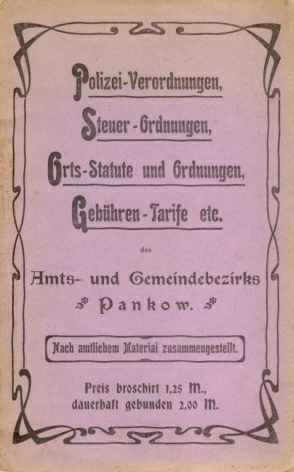 Polizei-Verordnungen,
Steuer-Ordnungen,
Orts-Statute und Ordnungen,
Gebühren-Tarife etc.
des
Amts- und Gemeindebezirks
Pankow.
Nach amtlichem Material zusammengestellt.
Preis broschirt 1,25 M.,
dauerhaft gebunden 2,00 M.